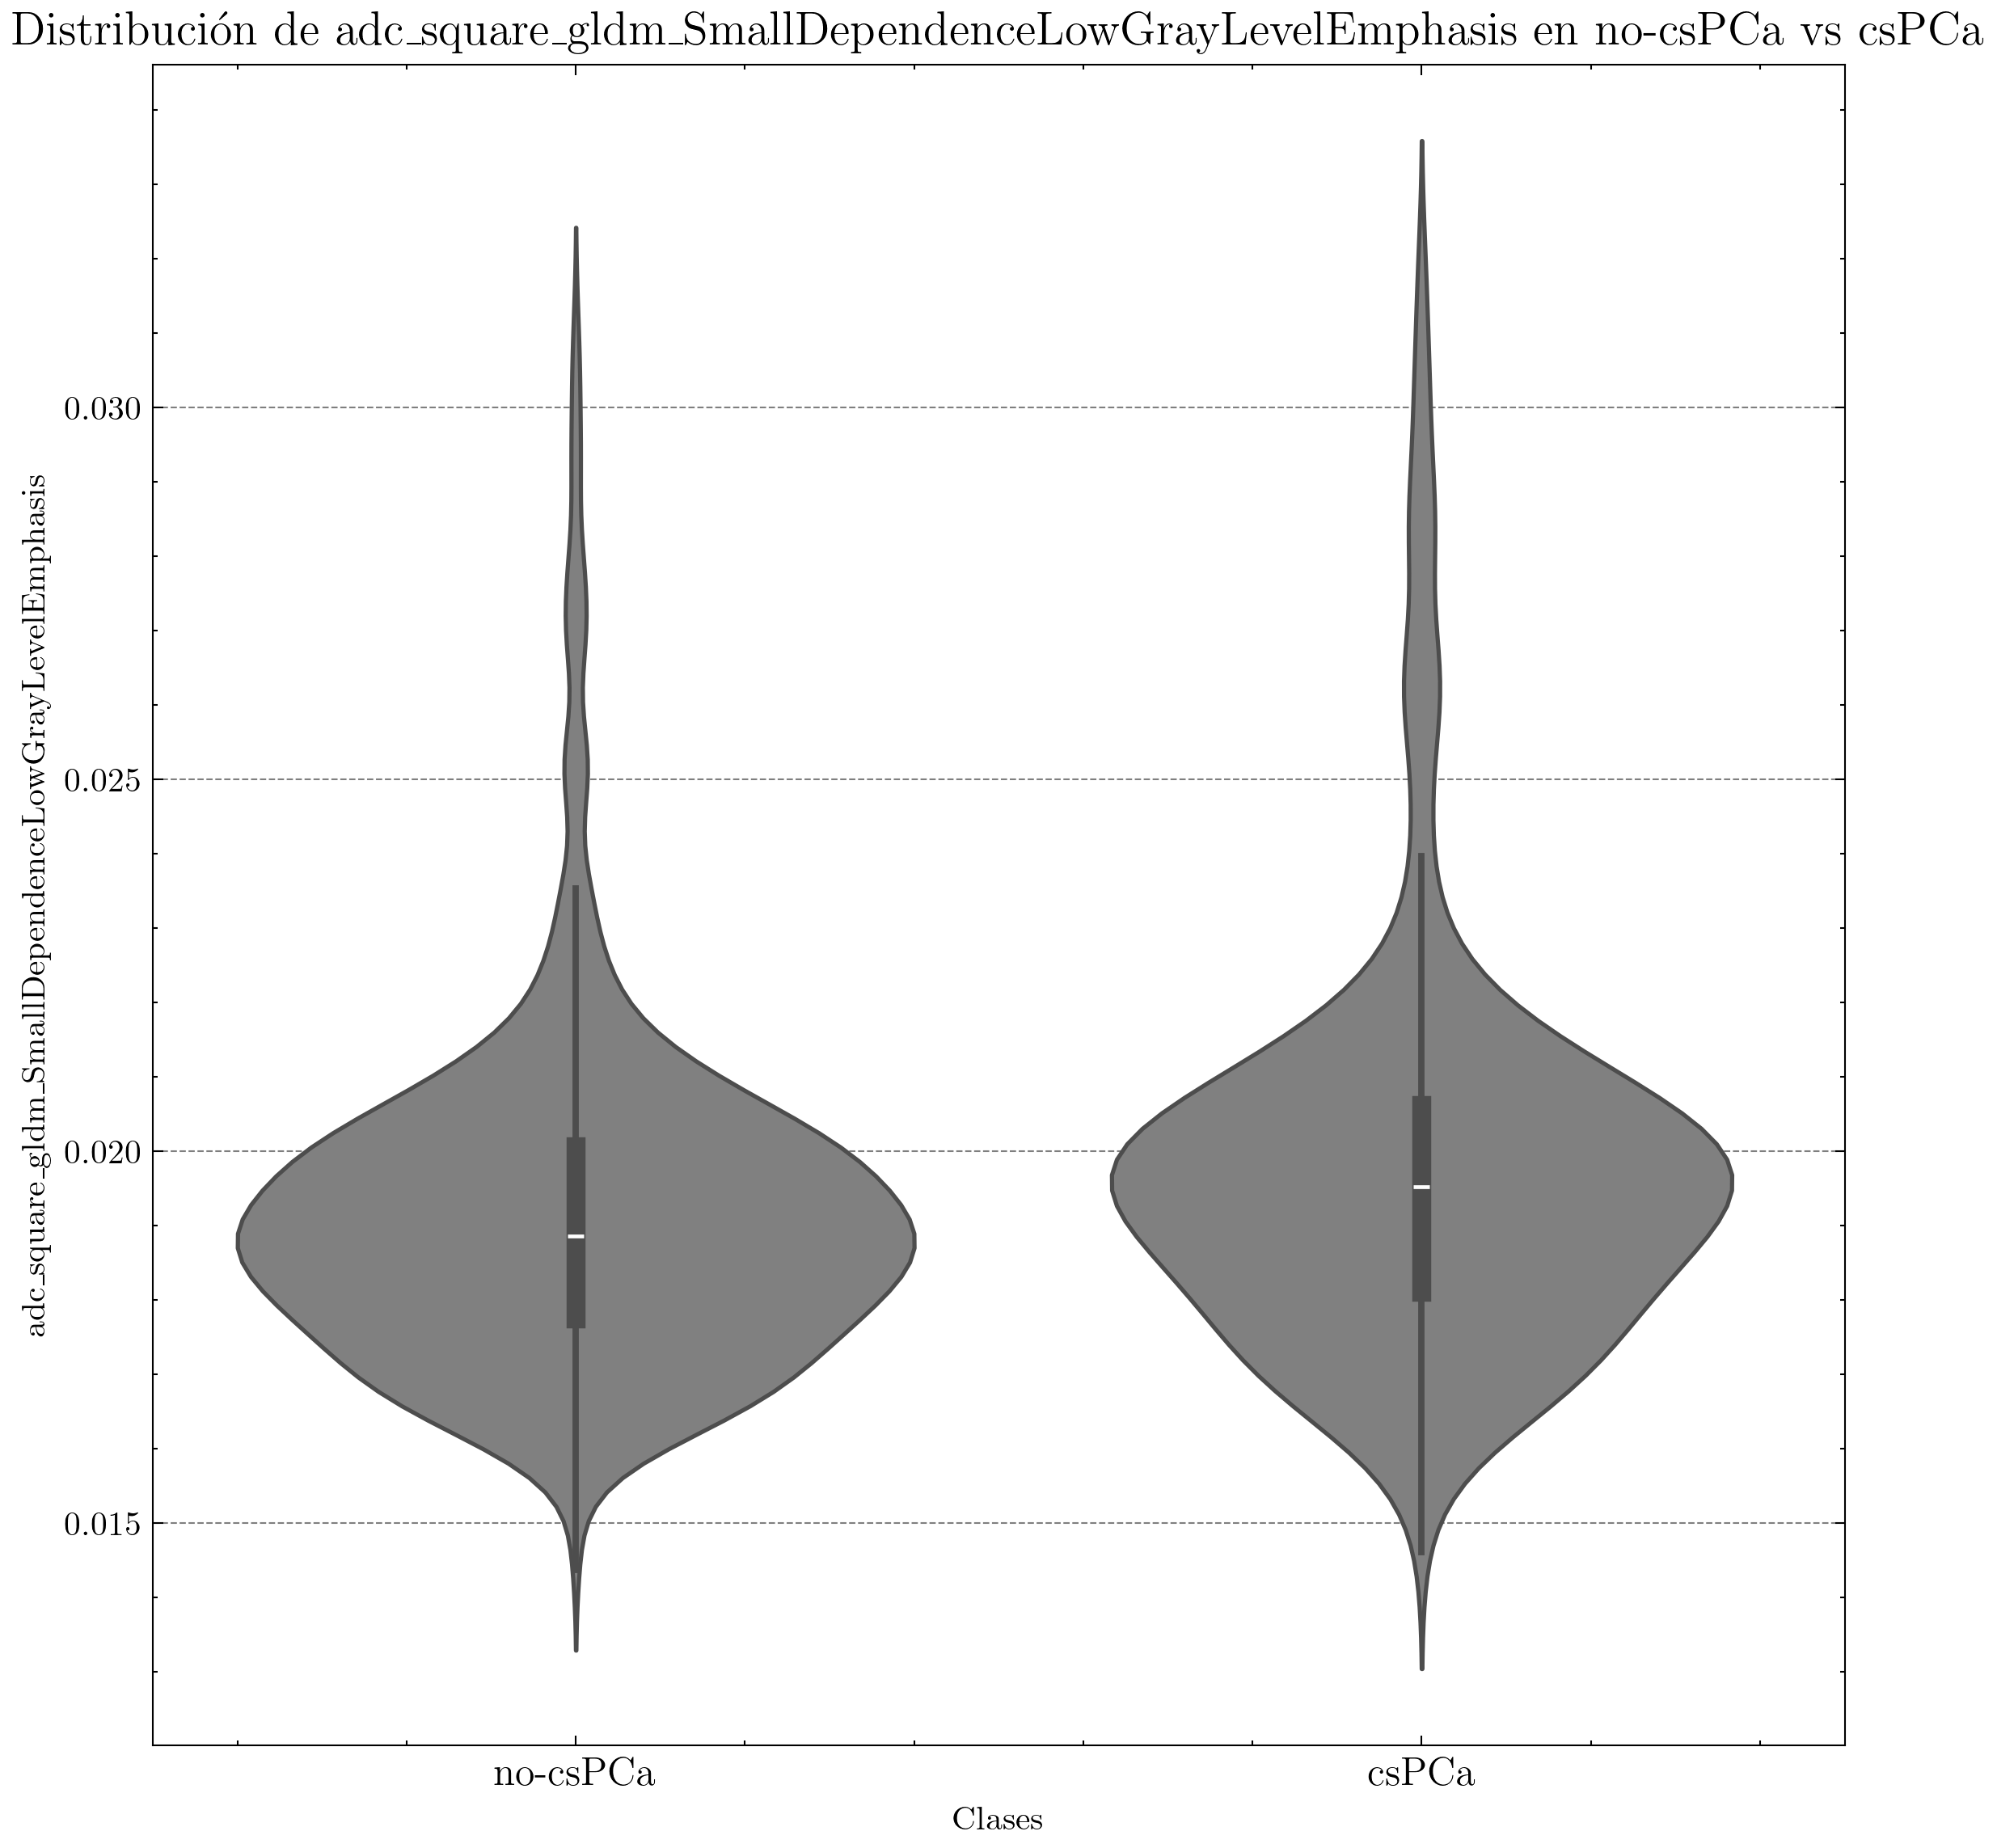 Distribución de adc_square_gldm_SmallDependenceLowGrayLevelEmphasis en no-csPCa vs csPCa
adc_square_gldm_SmallDependenceLowGrayLevelEmphasis
0.030
0.025
0.020
0.015
no-csPCa
csPCa
Clases